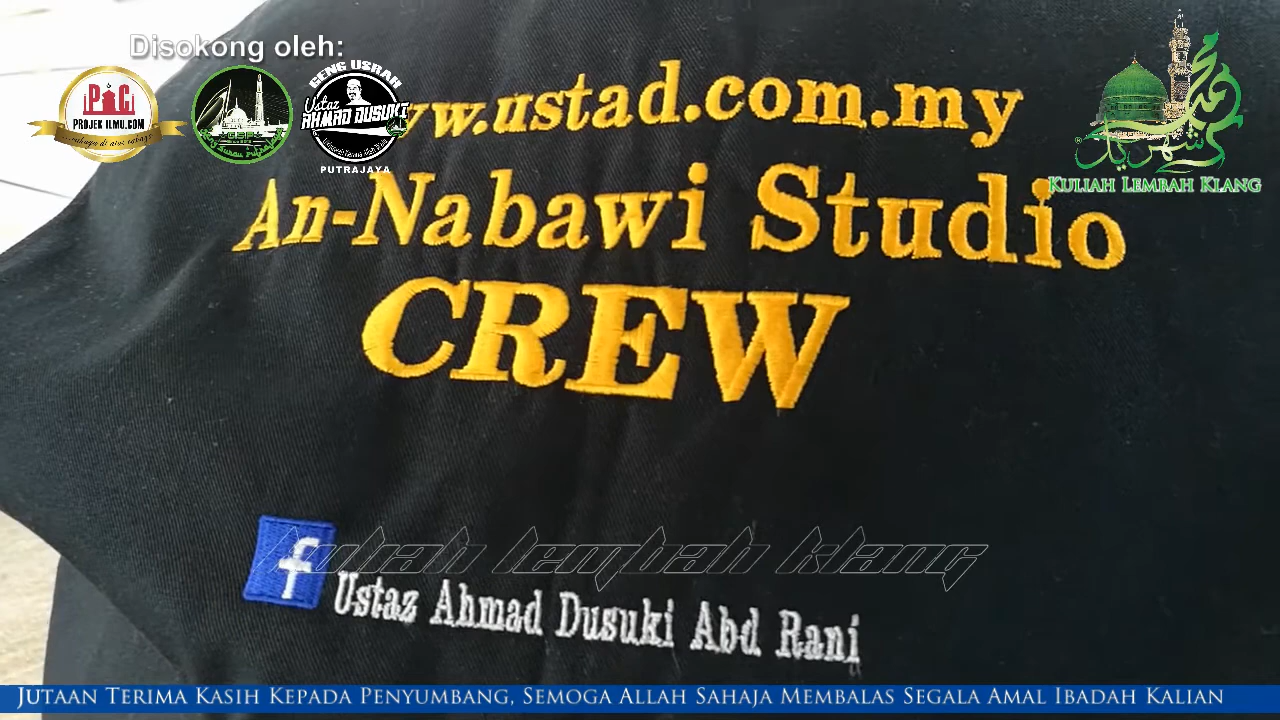 Disokong oleh:
PROJEK ILMU.COM
GENG USRAH
Ustaz
AHMAD DUSUKI
PUTRAJAYA
www.ustad.com.my
An-Nabawi Studio
CREW
KULIAH LEMBAH KLANG
kuliah lembah klang
f
Ustaz Ahmad Dusuki Abd Rani
JUTAAN TERIMA KASIH KEPADA PENYUMBANG, SEMOGA ALLAH SAHAJA MEMBALAS SEGALA AMAL IBADAH KALIAN